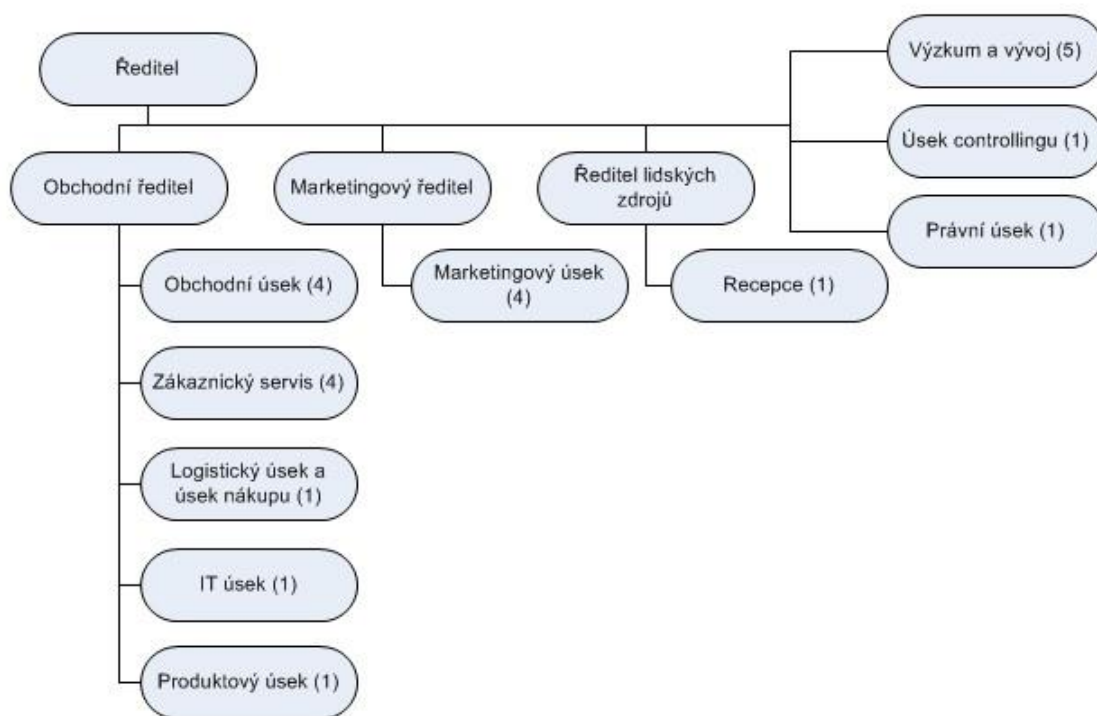 Ředitel
Výzkum a vývoj (5)
Úsek controllingu (1)
Obchodní ředitel
Marketingový ředitel
Ředitel lidských
zdrojů
Právní úsek (1)
Obchodní úsek (4)
Marketingový úsek
(4)
Recepce (1)
Zákaznický servis (4)
Logistický úsek a
úsek nákupu (1)
IT úsek (1)
Produktový úsek (1)